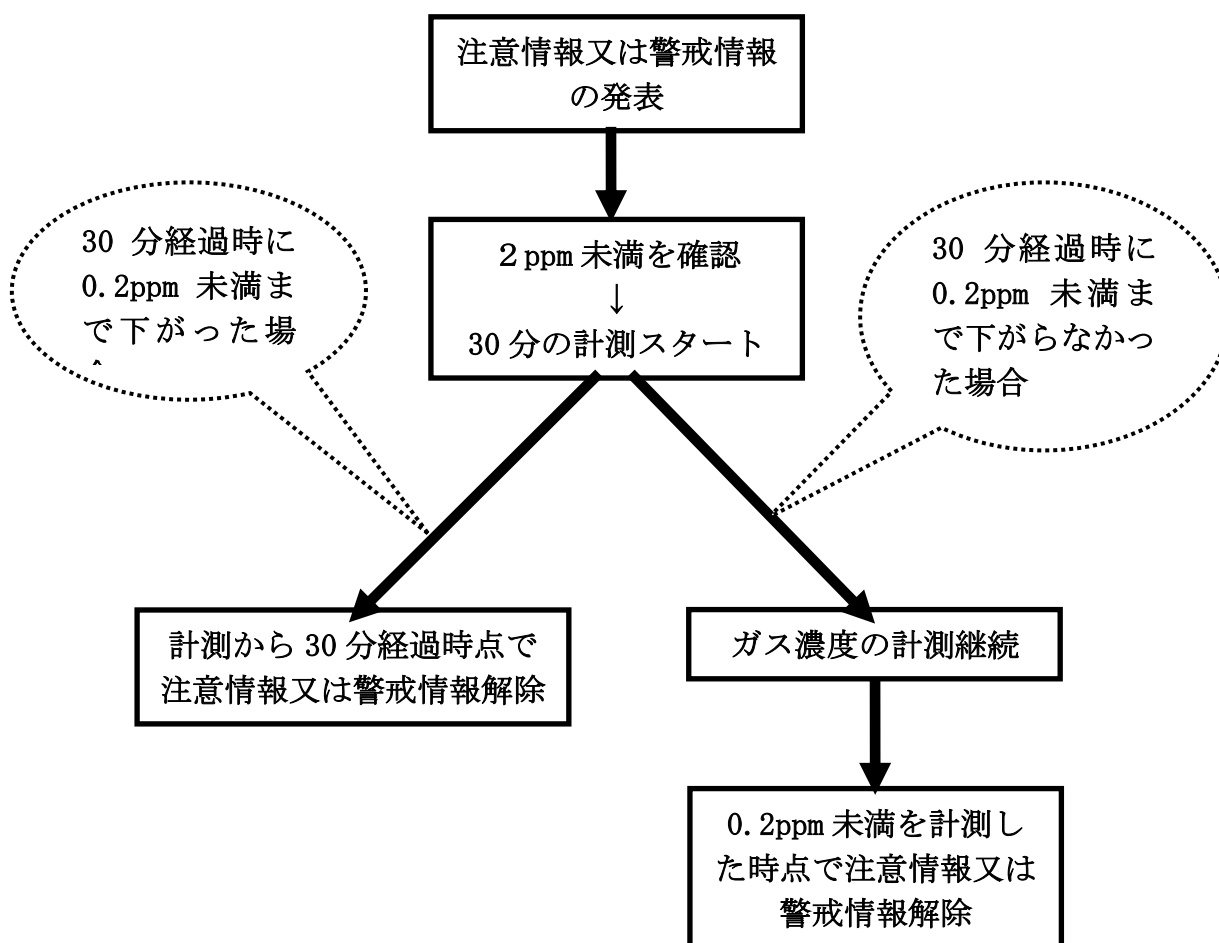 注意情報又は警戒情報
の発表
30 分経過時に
0.2ppm 未満ま
で下がった場
2ppm 未満を確認
↓
30 分の計測スタート
30 分経過時に
0.2ppm 未満ま
で下がらなかっ
た場合
計測から 30 分経過時点で
注意情報又は警戒情報解除
ガス濃度の計測継続
0.2ppm 未満を計測し
た時点で注意情報又は
警戒情報解除